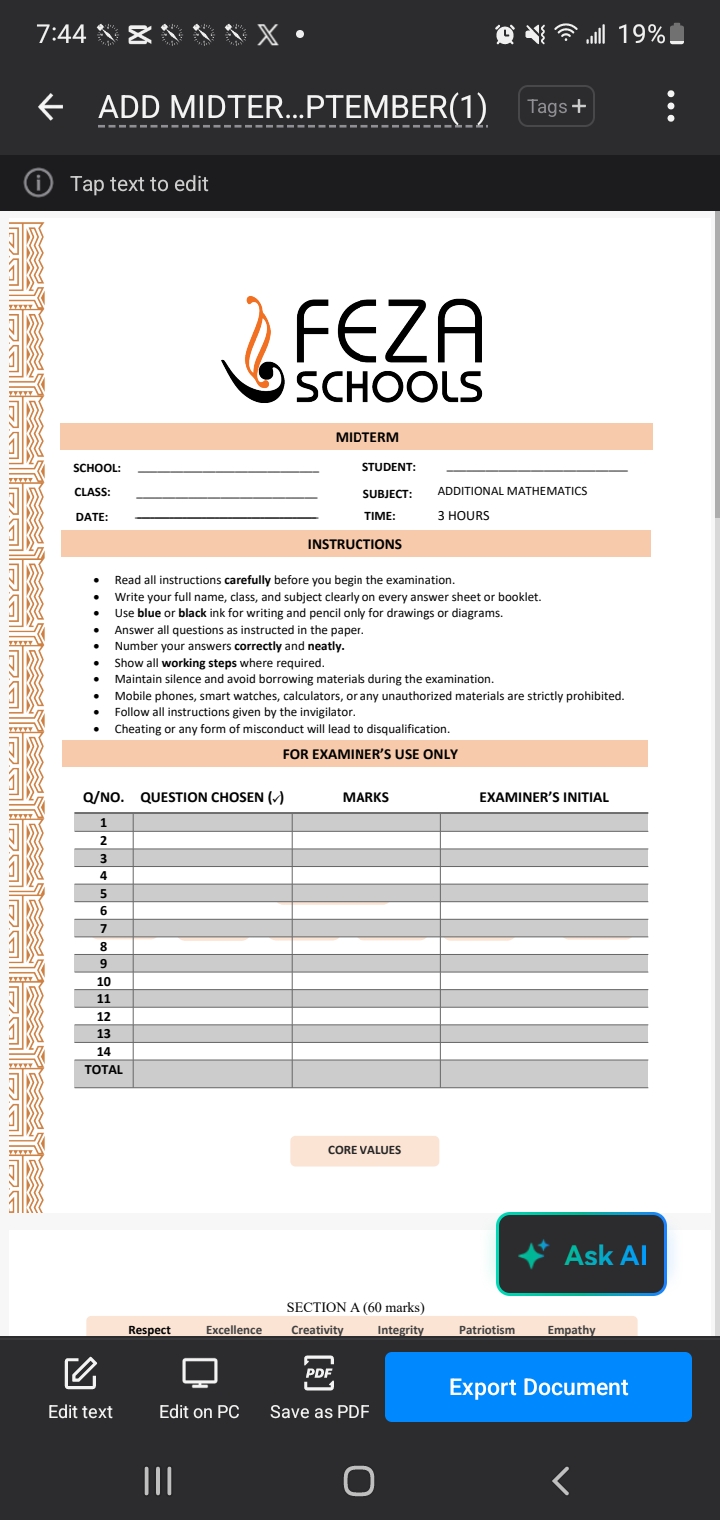 7:44 X • 19%
ADD MIDTER...PTEMBER(1) Tags +
Tap text to edit
FEZA
SCHOOLS
MIDTERM
SCHOOL: ____________________________ STUDENT: ____________________________
CLASS: ____________________________ SUBJECT: ADDITIONAL MATHEMATICS
DATE: ____________________________ TIME: 3 HOURS
INSTRUCTIONS
• Read all instructions carefully before you begin the examination.
• Write your full name, class, and subject clearly on every answer sheet or booklet.
• Use blue or black ink for writing and pencil only for drawings or diagrams.
• Answer all questions as instructed in the paper.
• Number your answers correctly and neatly.
• Show all working steps where required.
• Maintain silence and avoid borrowing materials during the examination.
• Mobile phones, smart watches, calculators, or any unauthorized materials are strictly prohibited.
• Follow all instructions given by the invigilator.
• Cheating or any form of misconduct will lead to disqualification.
FOR EXAMINER'S USE ONLY
Q/NO. QUESTION CHOSEN (✓) MARKS EXAMINER'S INITIAL
1
2
3
4
5
6
7
8
9
10
11
12
13
14
TOTAL
CORE VALUES
Ask AI
SECTION A (60 marks)
Respect Excellence Creativity Integrity Patriotism Empathy
PDF
Edit text Edit on PC Save as PDF Export Document